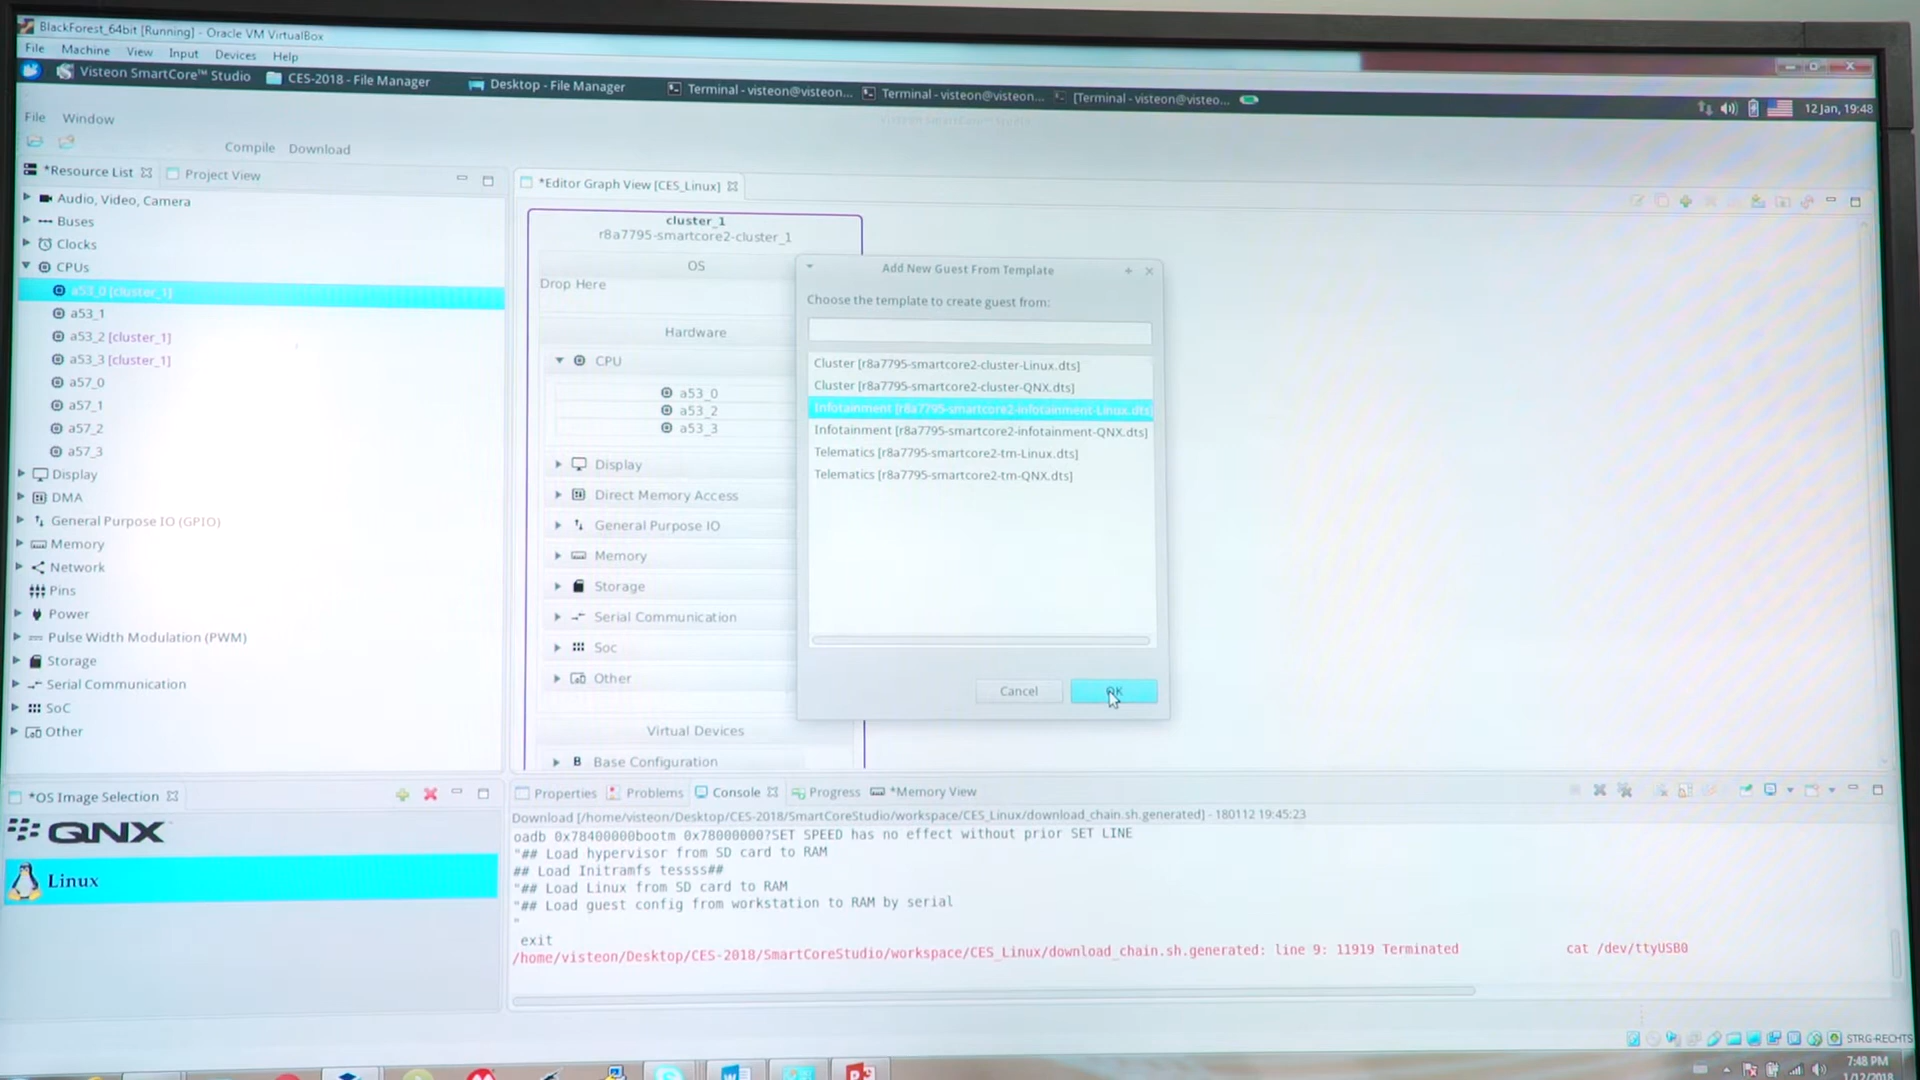 BlackForest_64bit [Running] - Oracle VM VirtualBox
File Machine View Input Devices Help
Visteon SmartCore™ Studio CES-2018 - File Manager Desktop - File Manager Terminal - visteon@visteon... Terminal - visteon@visteon... [Terminal - visteon@visteo... 12 Jan, 19:48
File Window
Compile Download
*Resource List Project View
Audio, Video, Camera
Buses
Clocks
CPUs
a53_0 [cluster_1]
a53_1
a53_2 [cluster_1]
a53_3 [cluster_1]
a57_0
a57_1
a57_2
a57_3
Display
DMA
General Purpose IO (GPIO)
Memory
Network
Pins
Power
Pulse Width Modulation (PWM)
Storage
Serial Communication
SoC
Other
*Editor Graph View [CES_Linux]
cluster_1
r8a7795-smartcore2-cluster_1
OS
Drop Here
Hardware
CPU
a53_0
a53_2
a53_3
Display
Direct Memory Access
General Purpose IO
Memory
Storage
Serial Communication
Soc
Other
Virtual Devices
B Base Configuration
Add New Guest From Template
Choose the template to create guest from:
Cluster [r8a7795-smartcore2-cluster-Linux.dts]
Cluster [r8a7795-smartcore2-cluster-QNX.dts]
Infotainment [r8a7795-smartcore2-infotainment-Linux.dts]
Infotainment [r8a7795-smartcore2-infotainment-QNX.dts]
Telematics [r8a7795-smartcore2-tm-Linux.dts]
Telematics [r8a7795-smartcore2-tm-QNX.dts]
Cancel OK
*OS Image Selection
QNX
Linux
Properties Problems Console Progress *Memory View
Download [/home/visteon/Desktop/CES-2018/SmartCoreStudio/workspace/CES_Linux/download_chain.sh.generated] - 180112 19:45:23
oadb 0x78400000bootm 0x78000000?SET SPEED has no effect without prior SET LINE
"## Load hypervisor from SD card to RAM
## Load Initramfs tessss##
"## Load Linux from SD card to RAM
"## Load guest config from workstation to RAM by serial
"
exit
/home/visteon/Desktop/CES-2018/SmartCoreStudio/workspace/CES_Linux/download_chain.sh.generated: line 9: 11919 Terminated cat /dev/ttyUSB0
STRG-RECHTS
7:48 PM
1/12/2018